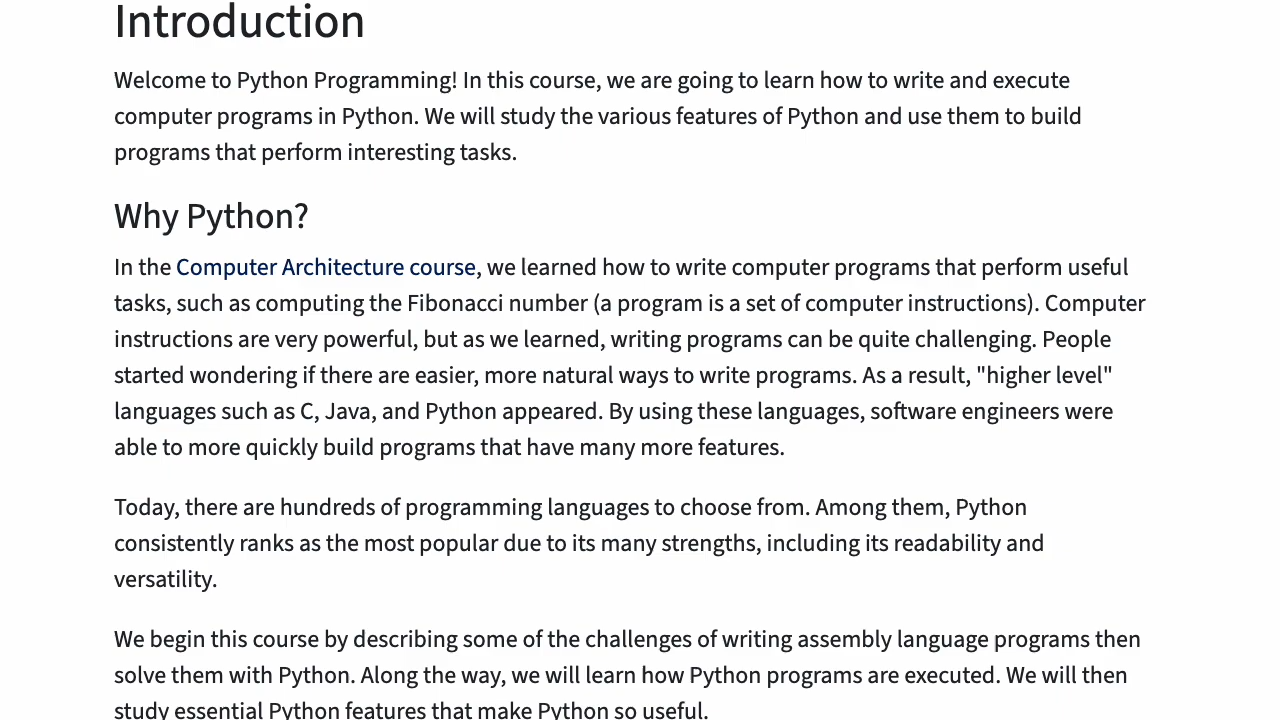 Introduction
Welcome to Python Programming! In this course, we are going to learn how to write and execute
computer programs in Python. We will study the various features of Python and use them to build
programs that perform interesting tasks.
Why Python?
In the Computer Architecture course, we learned how to write computer programs that perform useful
tasks, such as computing the Fibonacci number (a program is a set of computer instructions). Computer
instructions are very powerful, but as we learned, writing programs can be quite challenging. People
started wondering if there are easier, more natural ways to write programs. As a result, "higher level"
languages such as C, Java, and Python appeared. By using these languages, software engineers were
able to more quickly build programs that have many more features.
Today, there are hundreds of programming languages to choose from. Among them, Python
consistently ranks as the most popular due to its many strengths, including its readability and
versatility.
We begin this course by describing some of the challenges of writing assembly language programs then
solve them with Python. Along the way, we will learn how Python programs are executed. We will then
study essential Python features that make Python so useful.